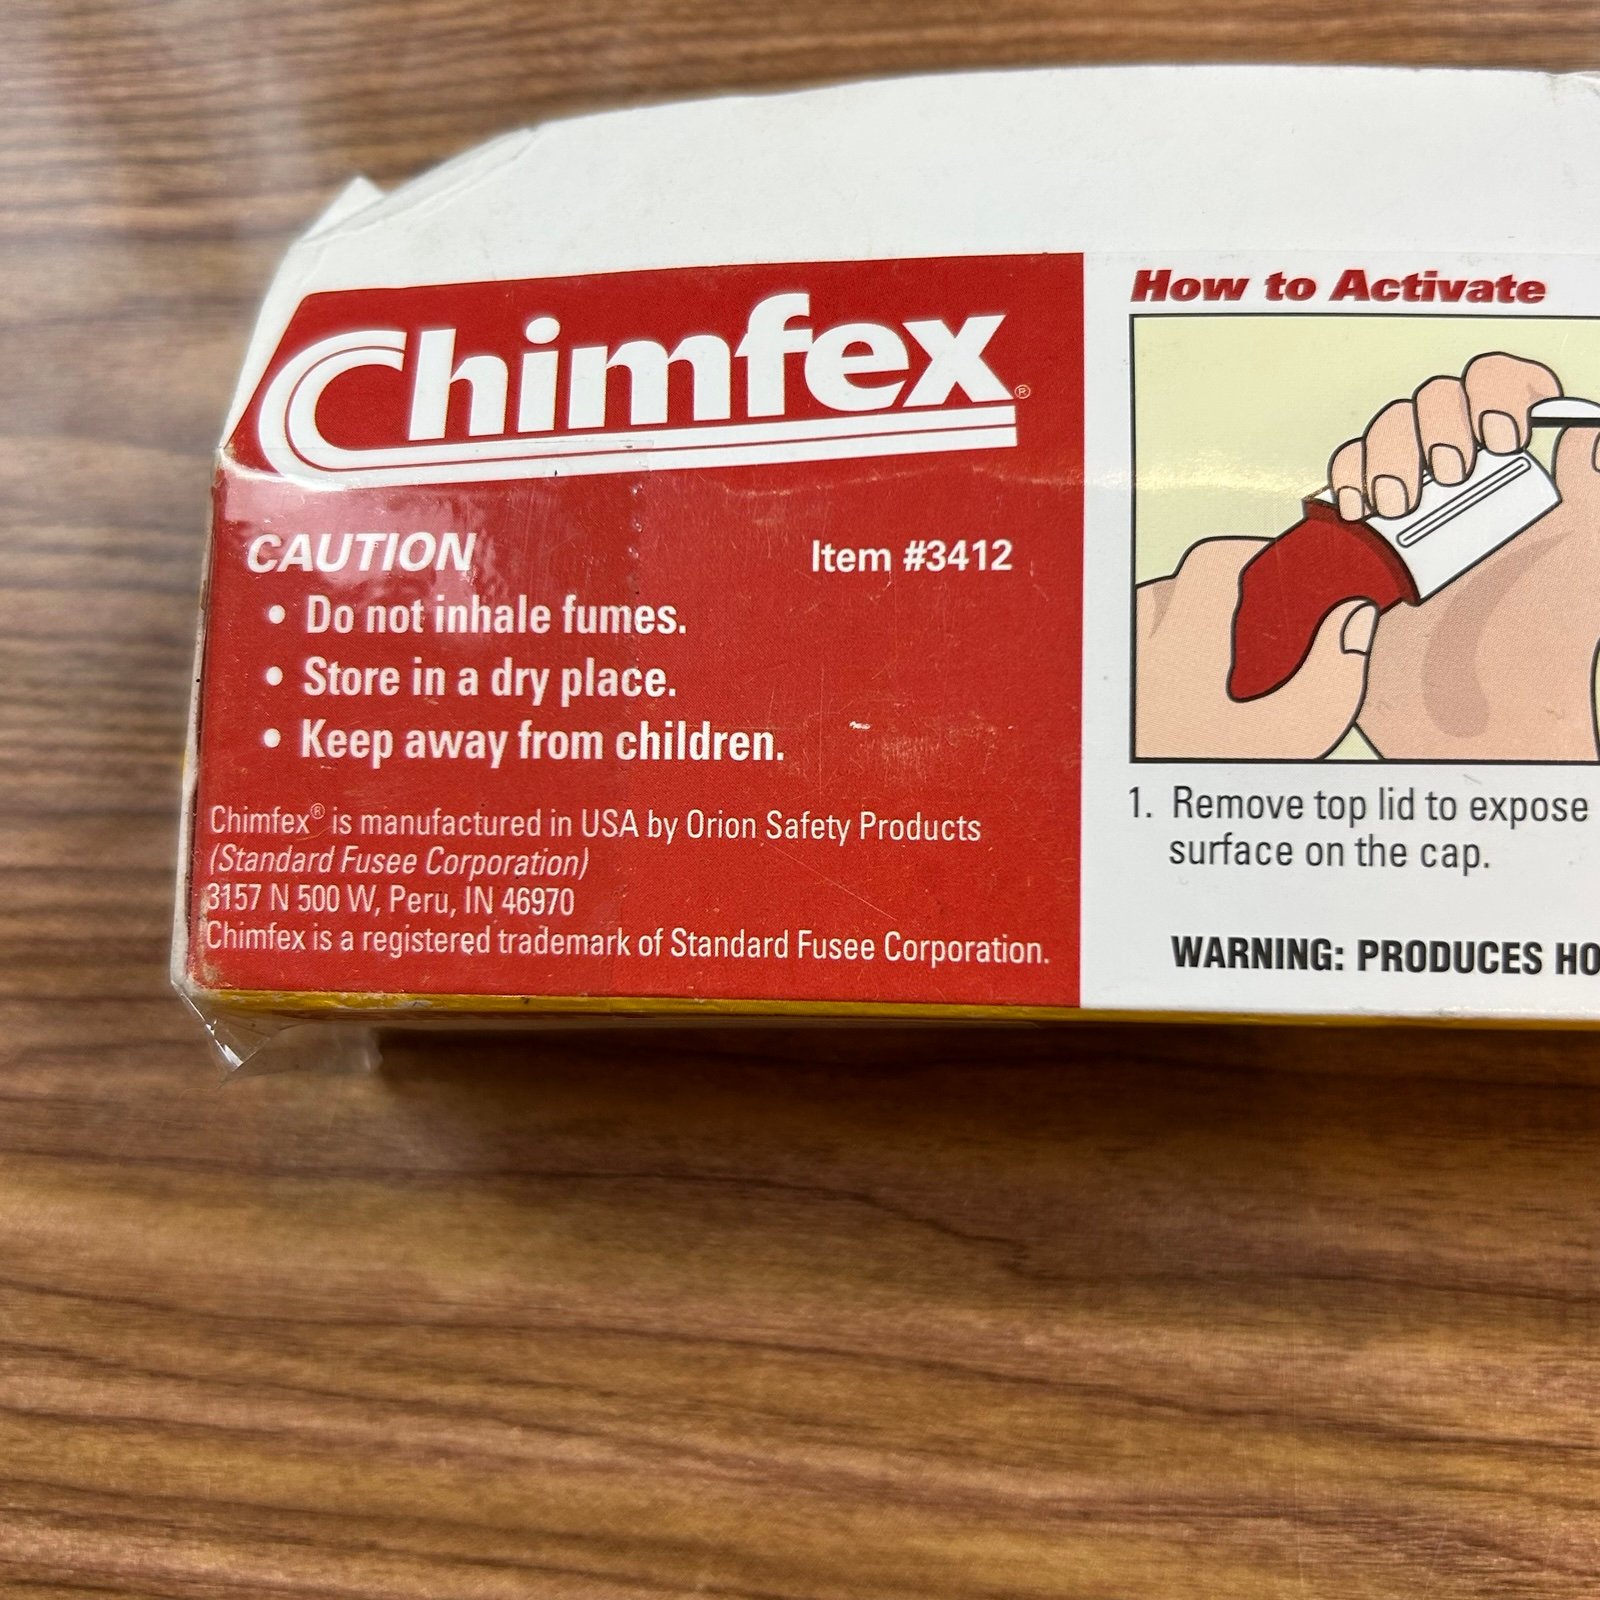 Chimfex®
CAUTION
Item #3412
• Do not inhale fumes.
• Store in a dry place.
• Keep away from children.
Chimfex® is manufactured in USA by Orion Safety Products
(Standard Fusee Corporation)
3157 N 500 W, Peru, IN 46970
Chimfex is a registered trademark of Standard Fusee Corporation.
How to Activate
1. Remove top lid to expose
surface on the cap.
WARNING: PRODUCES